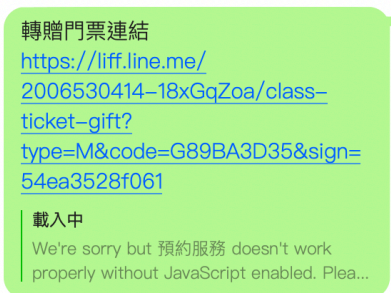 轉贈門票連結
https://liff.line.me/
2006530414-18xGqZoa/class-
ticket-gift?
type=M&code=G89BA3D35&sign=
54ea3528f061
載入中
We're sorry but 預約服務 doesn't work
properly without JavaScript enabled. Plea...